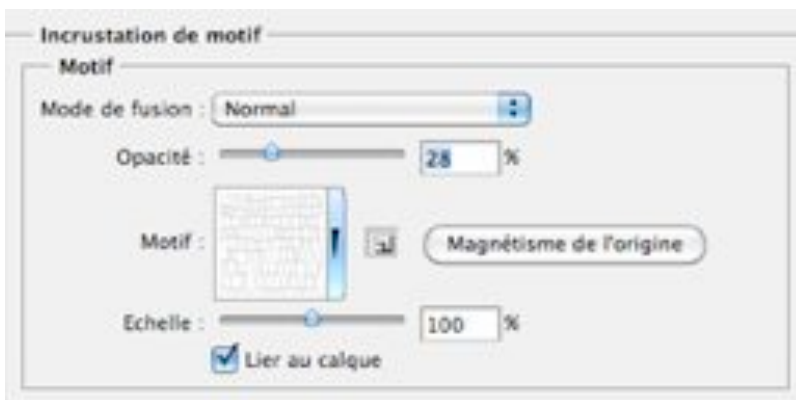 Incrustation de motif
Motif
Mode de fusion : Normal
Opacité : 28 %
Motif :
Magnétisme de l'origine
Echelle : 100 %
Lier au calque